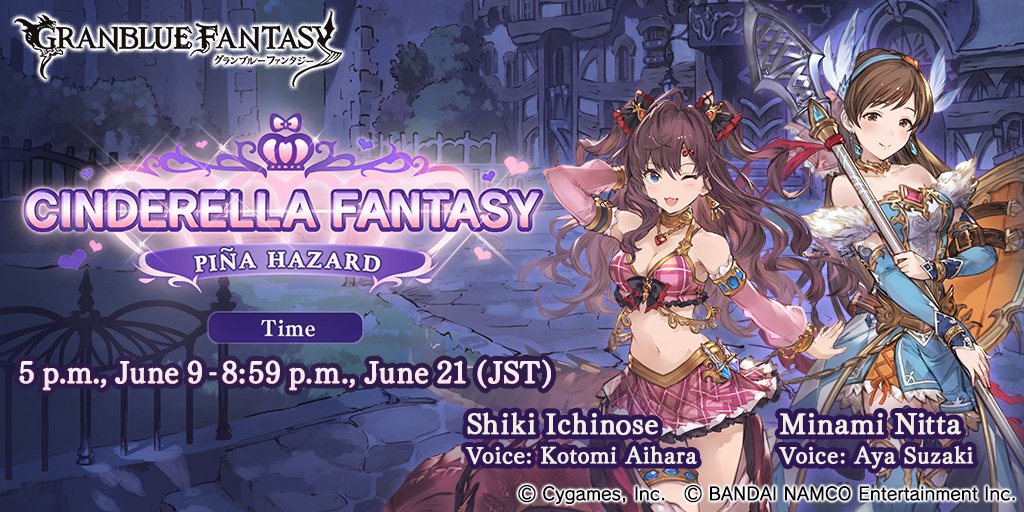 GRANBLUE FANTASY
グランブルーファンタジー
CINDERELLA FANTASY
PIÑA HAZARD
Time
5 p.m., June 9 - 8:59 p.m., June 21 (JST)
Shiki Ichinose
Voice: Kotomi Aihara
Minami Nitta
Voice: Aya Suzaki
© Cygames, Inc. © BANDAI NAMCO Entertainment Inc.